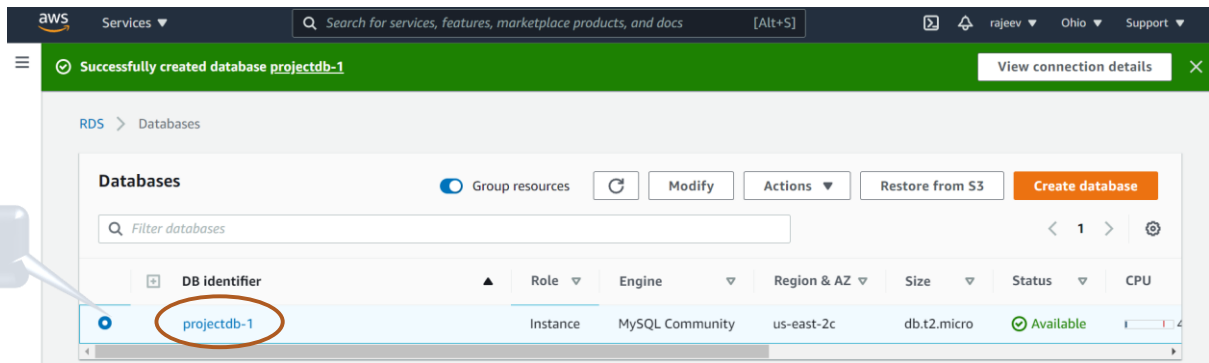 aws Services ▼ Search for services, features, marketplace products, and docs [Alt+S] rajeev ▼ Ohio ▼ Support ▼
Successfully created database projectdb-1 View connection details
RDS > Databases
Databases Group resources Modify Actions ▼ Restore from S3 Create database
Filter databases < 1 >
DB identifier Role Engine Region & AZ Size Status CPU
projectdb-1 Instance MySQL Community us-east-2c db.t2.micro Available